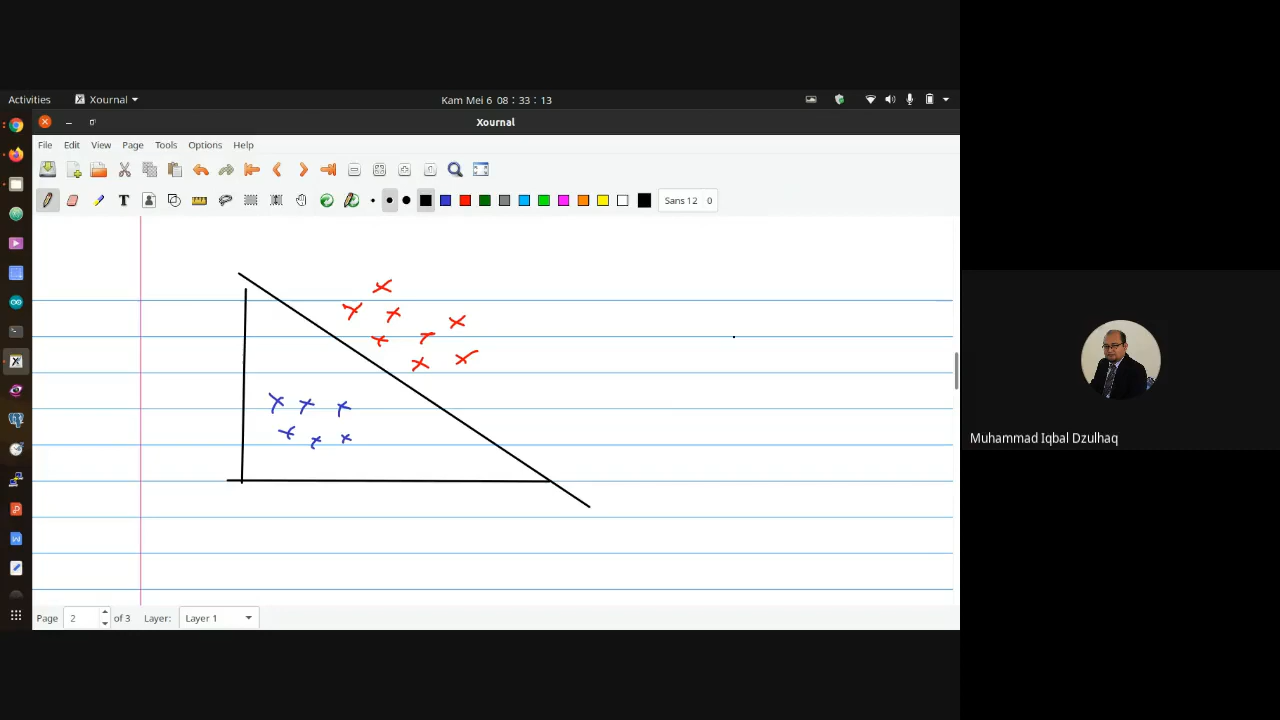 Activities Xournal Kam Mei 6 08:33:13
Xournal
File Edit View Page Tools Options Help
Sans 12 0
Muhammad Iqbal Dzulhaq
Page 2 of 3 Layer: Layer 1